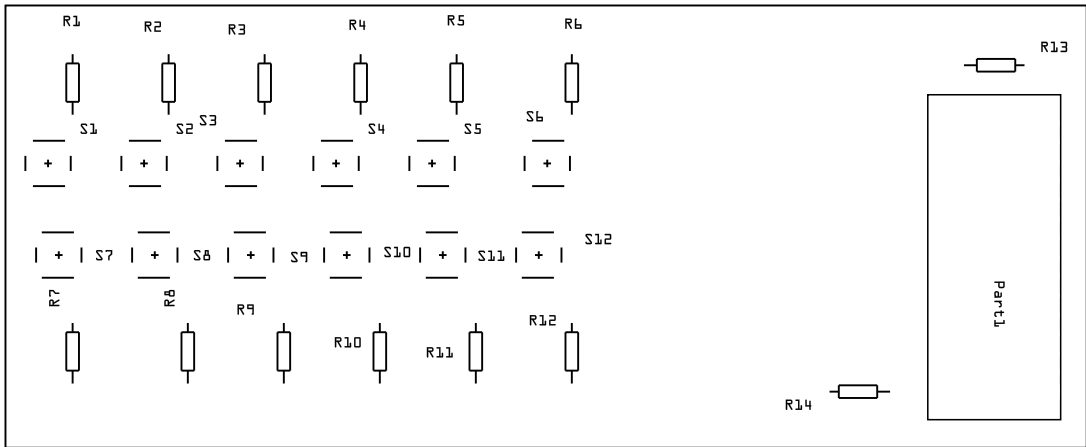 R1 R2 R3 R4 R5 R6 R13
S1 S2 S3 S4 S5 S6
S7 S8 S9 S10 S11 S12
R7 R8 R9 R10 R11 R12
Part1
R14